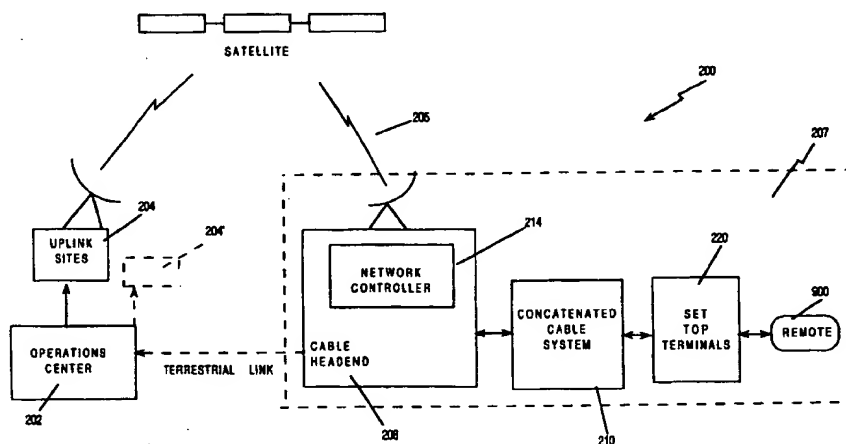 SATELLITE
200
206
207
204
UPLINK
SITES
204'
214
NETWORK
CONTROLLER
220
900
CONCATENATED
CABLE
SYSTEM
SET
TOP
TERMINALS
REMOTE
OPERATIONS
CENTER
CABLE
HEADEND
TERRESTRIAL LINK
202
208
210